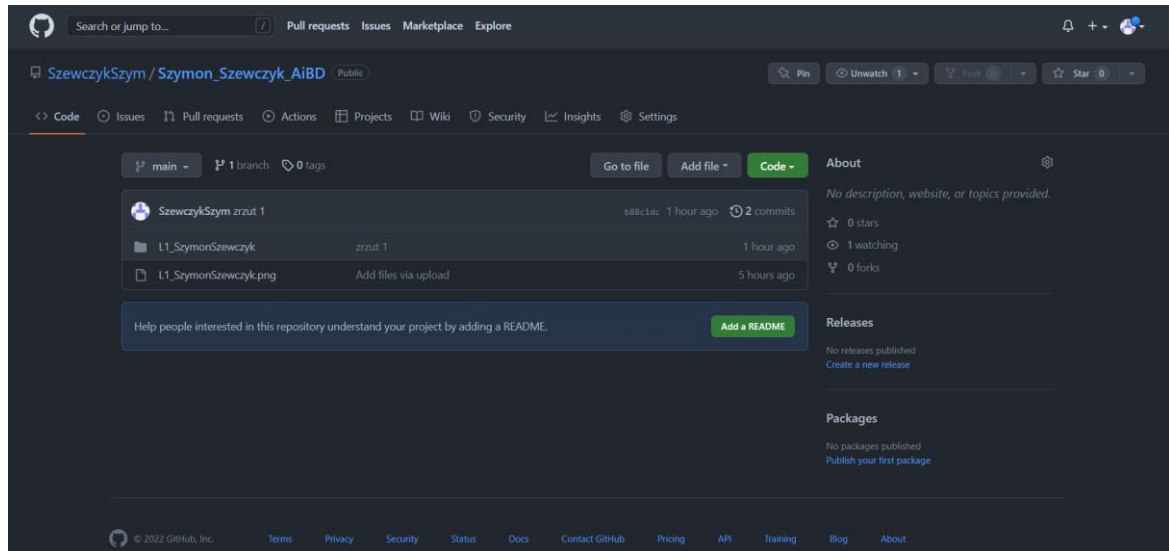 Search or jump to... / Pull requests Issues Marketplace Explore
SzewczykSzym / Szymon_Szewczyk_AiBD Public
Pin Unwatch 1 Fork 0 Star 0
<> Code Issues Pull requests Actions Projects Wiki Security Insights Settings
main 1 branch 0 tags Go to file Add file Code
SzewczykSzym zrzut 1 b88c1dc 1 hour ago 2 commits
L1_SzymonSzewczyk zrzut 1 1 hour ago
L1_SzymonSzewczyk.png Add files via upload 5 hours ago
Help people interested in this repository understand your project by adding a README. Add a README
About
No description, website, or topics provided.
0 stars
1 watching
0 forks
Releases
No releases published
Create a new release
Packages
No packages published
Publish your first package
© 2022 GitHub, Inc. Terms Privacy Security Status Docs Contact GitHub Pricing API Training Blog About